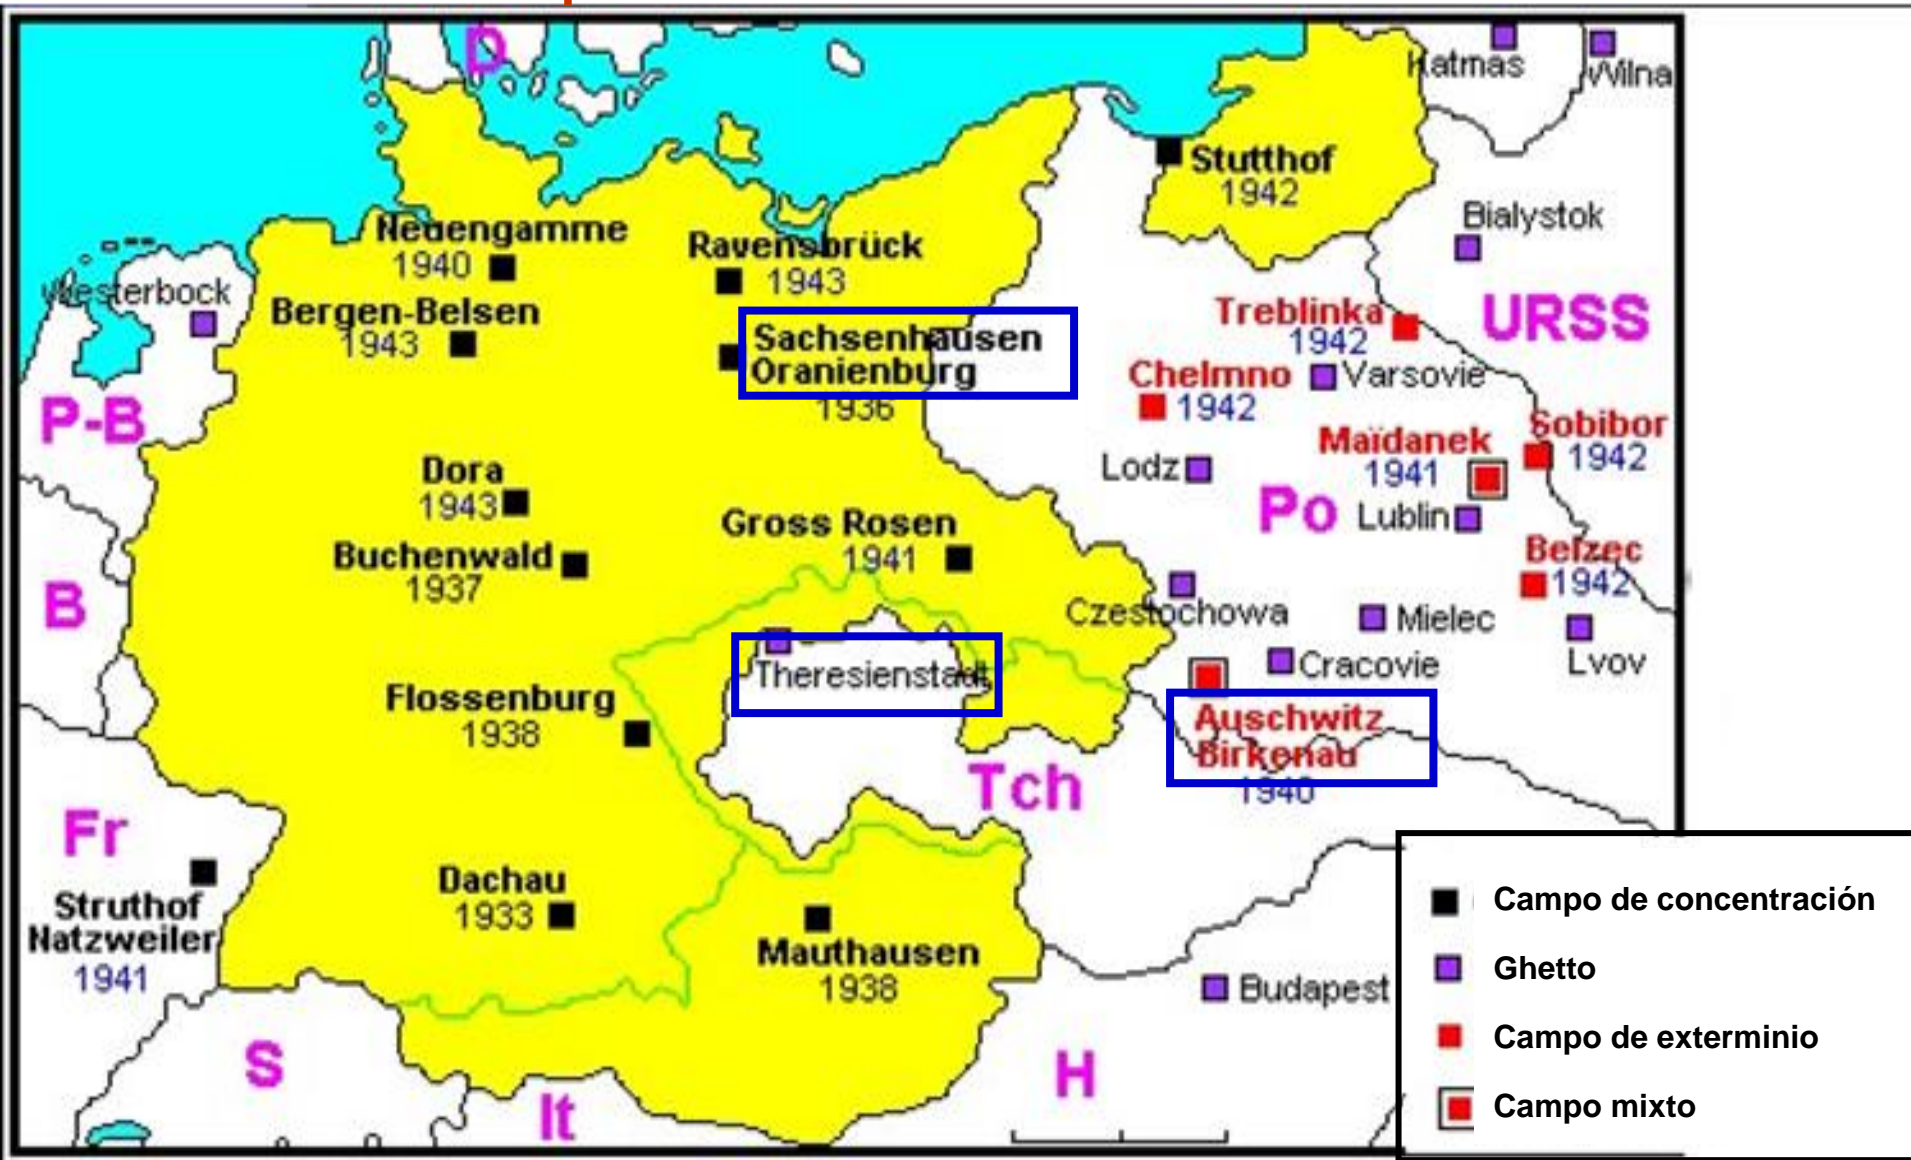 D
Katmas
Wilna
Stutthof
1942
Bialystok
Neuengamme
1940
Ravensbrück
1943
Westerbock
Bergen-Belsen
1943
URSS
Treblinka
1942
Sachsenhausen
Oranienburg
1936
Chelmno
1942
Varsovie
P-B
Maïdanek
1941
Sobibor
1942
Lodz
Dora
1943
Po
Lublin
Gross Rosen
1941
Buchenwald
1937
Belzec
1942
B
Czestochowa
Mielec
Theresienstadt
Cracovie
Lvov
Flossenburg
1938
Auschwitz
Birkenau
1940
Tch
Fr
Dachau
1933
Struthof
Natzweiler
1941
Mauthausen
1938
Budapest
S
It
H
Campo de concentración
Ghetto
Campo de exterminio
Campo mixto